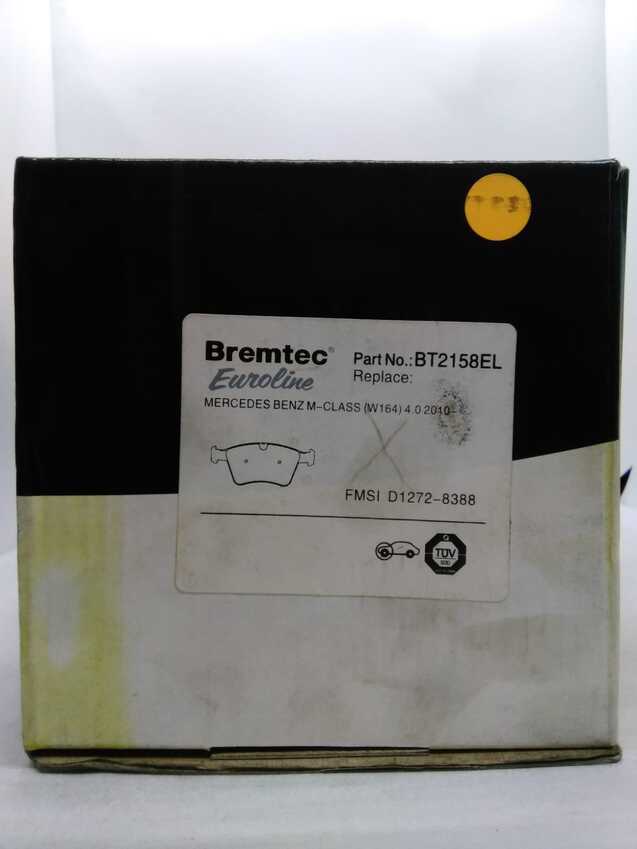 Bremtec®
Euroline
Part No.: BT2158EL
Replace:
MERCEDES BENZ M-CLASS (W164) 4.0 2010-
FMSI D1272-8388
TÜV